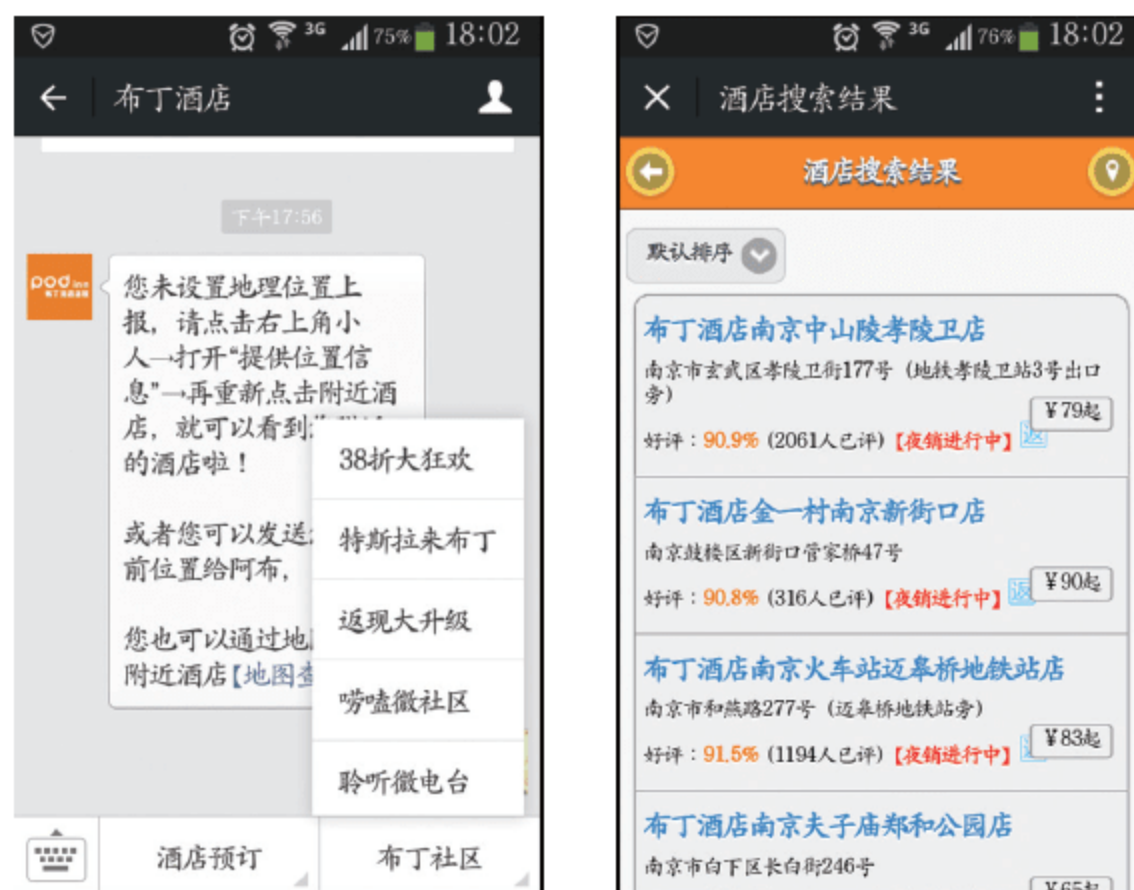 3G 75% 18:02
布丁酒店
下午17:56
pod inn
您未设置地理位置上
报，请点击右上角小
人→打开“提供位置信
息”→再重新点击附近酒
店，就可以看到
的酒店啦！
或者您可以发送
前位置给阿布，
您也可以通过地
附近酒店【地图查
38折大狂欢
特斯拉来布丁
返现大升级
唠嗑微社区
聆听微电台
酒店预订
布丁社区
3G 76% 18:02
酒店搜索结果
酒店搜索结果
默认排序
布丁酒店南京中山陵孝陵卫店
南京市玄武区孝陵卫街177号（地铁孝陵卫站3号出口
旁）
¥79起
好评：90.9% (2061人已评)【夜销进行中】返
布丁酒店金一村南京新街口店
南京鼓楼区新街口管家桥47号
¥90起
好评：90.8% (316人已评)【夜销进行中】返
布丁酒店南京火车站迈皋桥地铁站店
南京市和燕路277号（迈皋桥地铁站旁）
¥83起
好评：91.5% (1194人已评)【夜销进行中】
布丁酒店南京夫子庙郑和公园店
南京市白下区长白街246号
¥65起